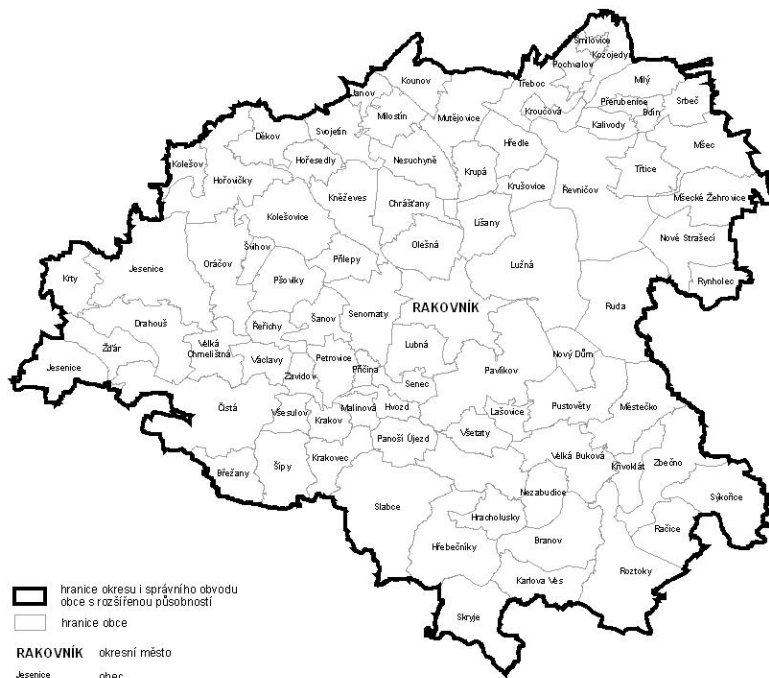 Smilovice
Kozojedy
Pochvalov
Kounov
Třeboc
Milý
Janov
Přerubenice
Milostín
Bdín
Srbeč
Mutějovice
Kroučová
Svojetín
Kalivody
Děkov
Hředle
Mšec
Hořesedly
Nesuchyně
Kolešov
Krupá
Třtice
Hořovičky
Krušovice
Řevničov
Kněževes
Chrášťany
Mšecké Žehrovice
Kolešovice
Lišany
Olešná
Nové Strašecí
Švihov
Přílepy
Lužná
Jesenice
Oráčov
Krty
Pšovlky
Rynholec
RAKOVNÍK
Ruda
Šanov
Senomaty
Drahouš
Řeřichy
Lubná
Velká
Chmelištná
Žďár
Nový Dům
Václavy
Petrovice
Příčina
Jesenice
Pavlíkov
Zavidov
Senec
Čistá
Malinová
Hvozd
Všesulov
Lašovice
Pustověty
Městečko
Krakov
Všetaty
Panoší Újezd
Velká Buková
Krakovec
Křivoklát
Zbečno
Břežany
Šípy
Sýkořice
Nezabudice
Slabce
Hracholusky
Račice
Branov
Hřebečníky
Roztoky
Karlova Ves
Skryje
hranice okresu i správního obvodu
obce s rozšířenou působností
hranice obce
RAKOVNÍK okresní město
Jesenice obec